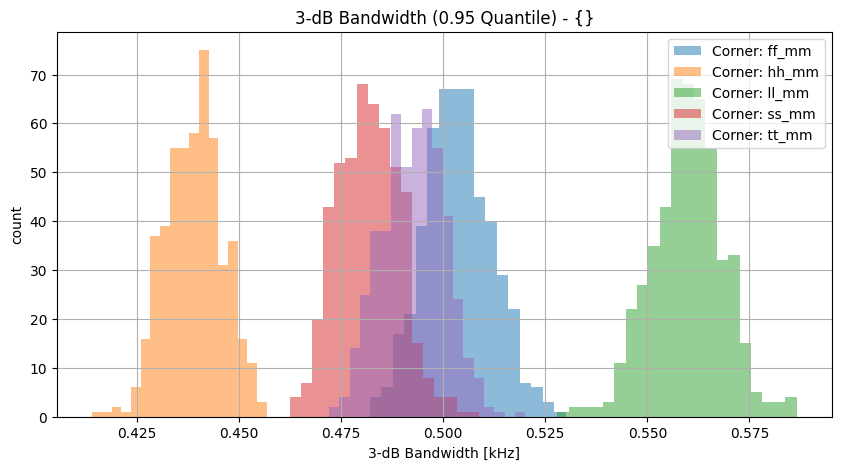 3-dB Bandwidth (0.95 Quantile) - {}
Corner: ff_mm
Corner: hh_mm
Corner: ll_mm
Corner: ss_mm
Corner: tt_mm
70
60
50
40
30
20
10
0
count
0.425
0.450
0.475
0.500
0.525
0.550
0.575
3-dB Bandwidth [kHz]